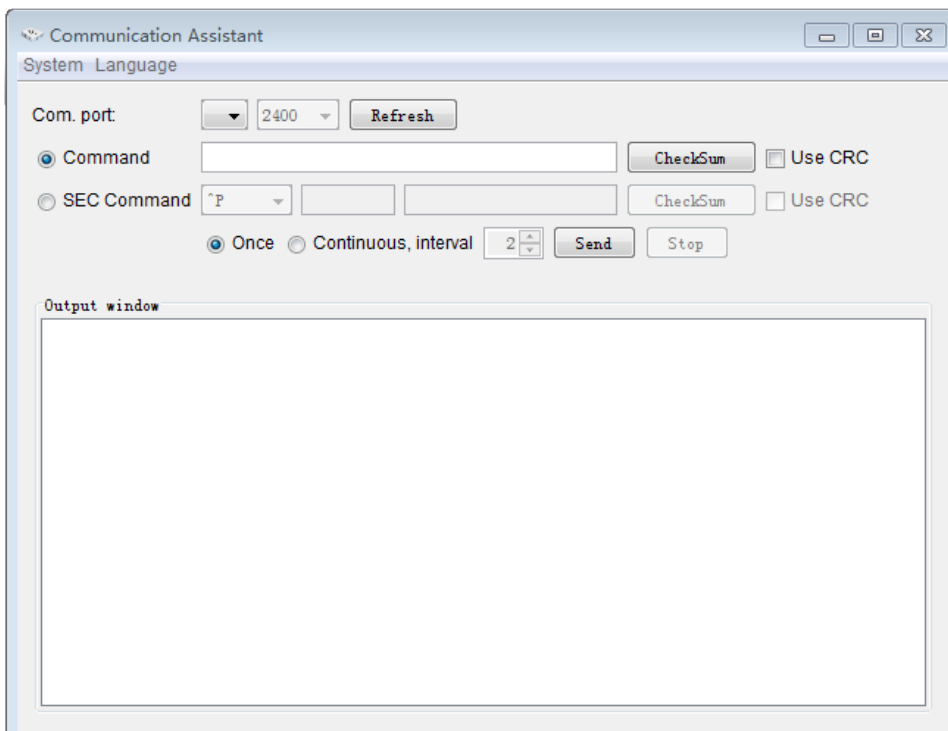 Communication Assistant
System Language
Com. port: 2400 Refresh
Command CheckSum Use CRC
SEC Command ^P CheckSum Use CRC
Once Continuous, interval 2 Send Stop
Output window